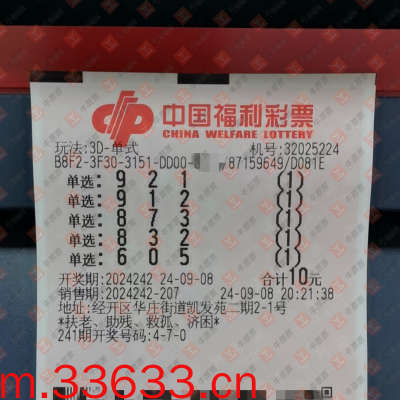 中国福利彩票
CHINA WELFARE LOTTERY
玩法:3D-单式 机号:32025224
B8F2-3F30-3151-DD00- 87159649/D081E
单选: 9 2 1 (1)
单选: 9 1 2 (1)
单选: 8 7 3 (1)
单选: 8 3 2 (1)
单选: 6 0 5 (1)
开奖期:2024242 24-09-08 合计10元
销售期:2024242-207 24-09-08 20:21:38
地址:经开区华庄街道凯发苑二期2-1号
*扶老、助残、救孤、济困*
241期开奖号码:4-7-0
m.33633.cn